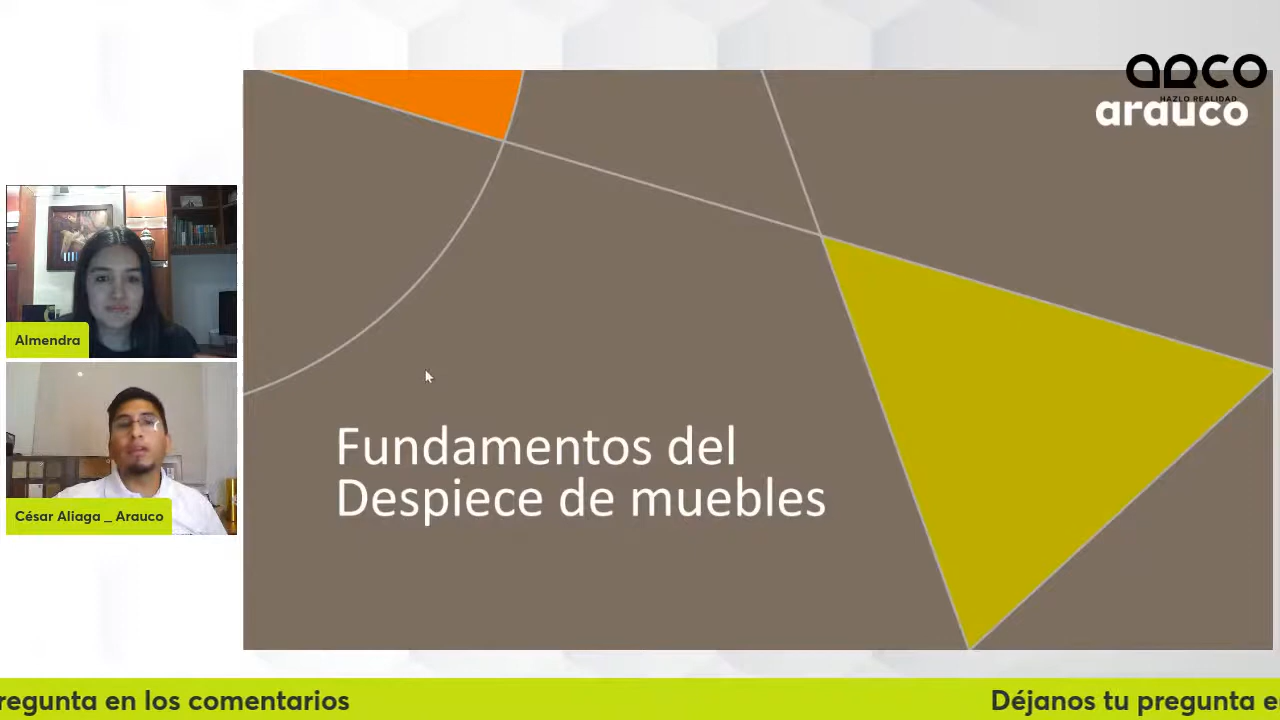 arco
HAZLO REALIDAD
arauco
Almendra
César Aliaga _ Arauco
Fundamentos del
Despiece de muebles
regunta en los comentarios
Déjanos tu pregunta e